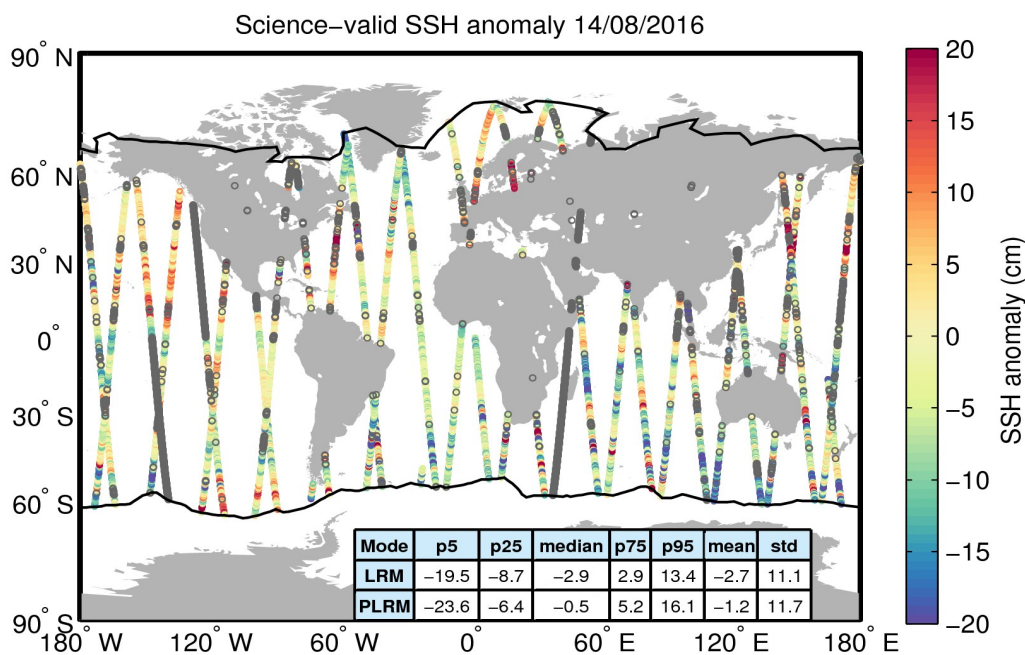 Science−valid SSH anomaly 14/08/2016
90° N
60° N
30° N
0°
30° S
60° S
90° S
180° W
120° W
60° W
0°
60° E
120° E
180° E
Mode p5 p25 median p75 p95 mean std
LRM −19.5 −8.7 −2.9 2.9 13.4 −2.7 11.1
PLRM −23.6 −6.4 −0.5 5.2 16.1 −1.2 11.7
20
15
10
5
0
−5
−10
−15
−20
SSH anomaly (cm)